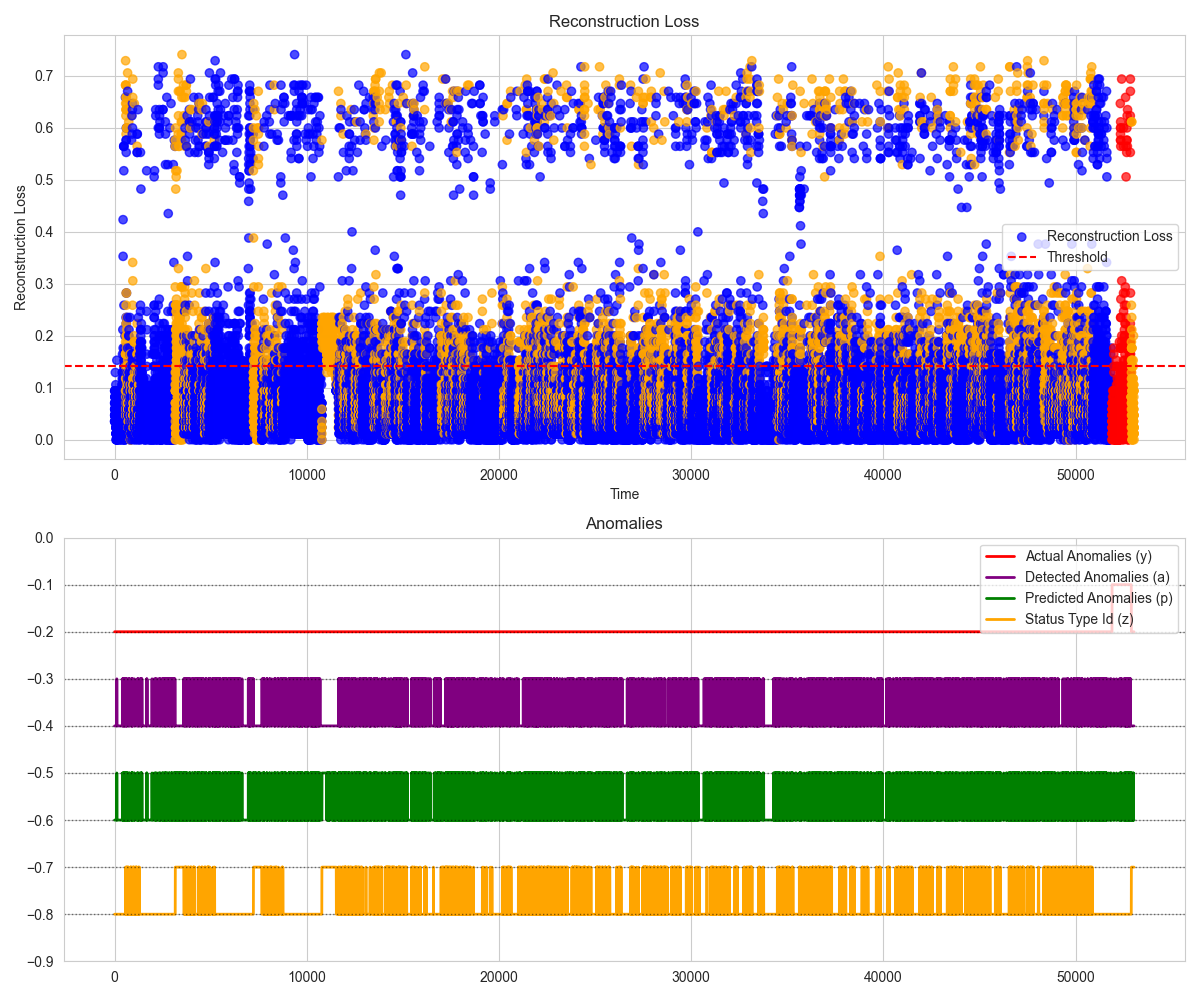 Reconstruction Loss
Reconstruction Loss
0.7
0.6
0.5
0.4
0.3
0.2
0.1
0.0
Reconstruction Loss
Threshold
0 10000 20000 30000 40000 50000
Time
Anomalies
0.0
−0.1
−0.2
−0.3
−0.4
−0.5
−0.6
−0.7
−0.8
−0.9
Actual Anomalies (y)
Detected Anomalies (a)
Predicted Anomalies (p)
Status Type Id (z)
0 10000 20000 30000 40000 50000